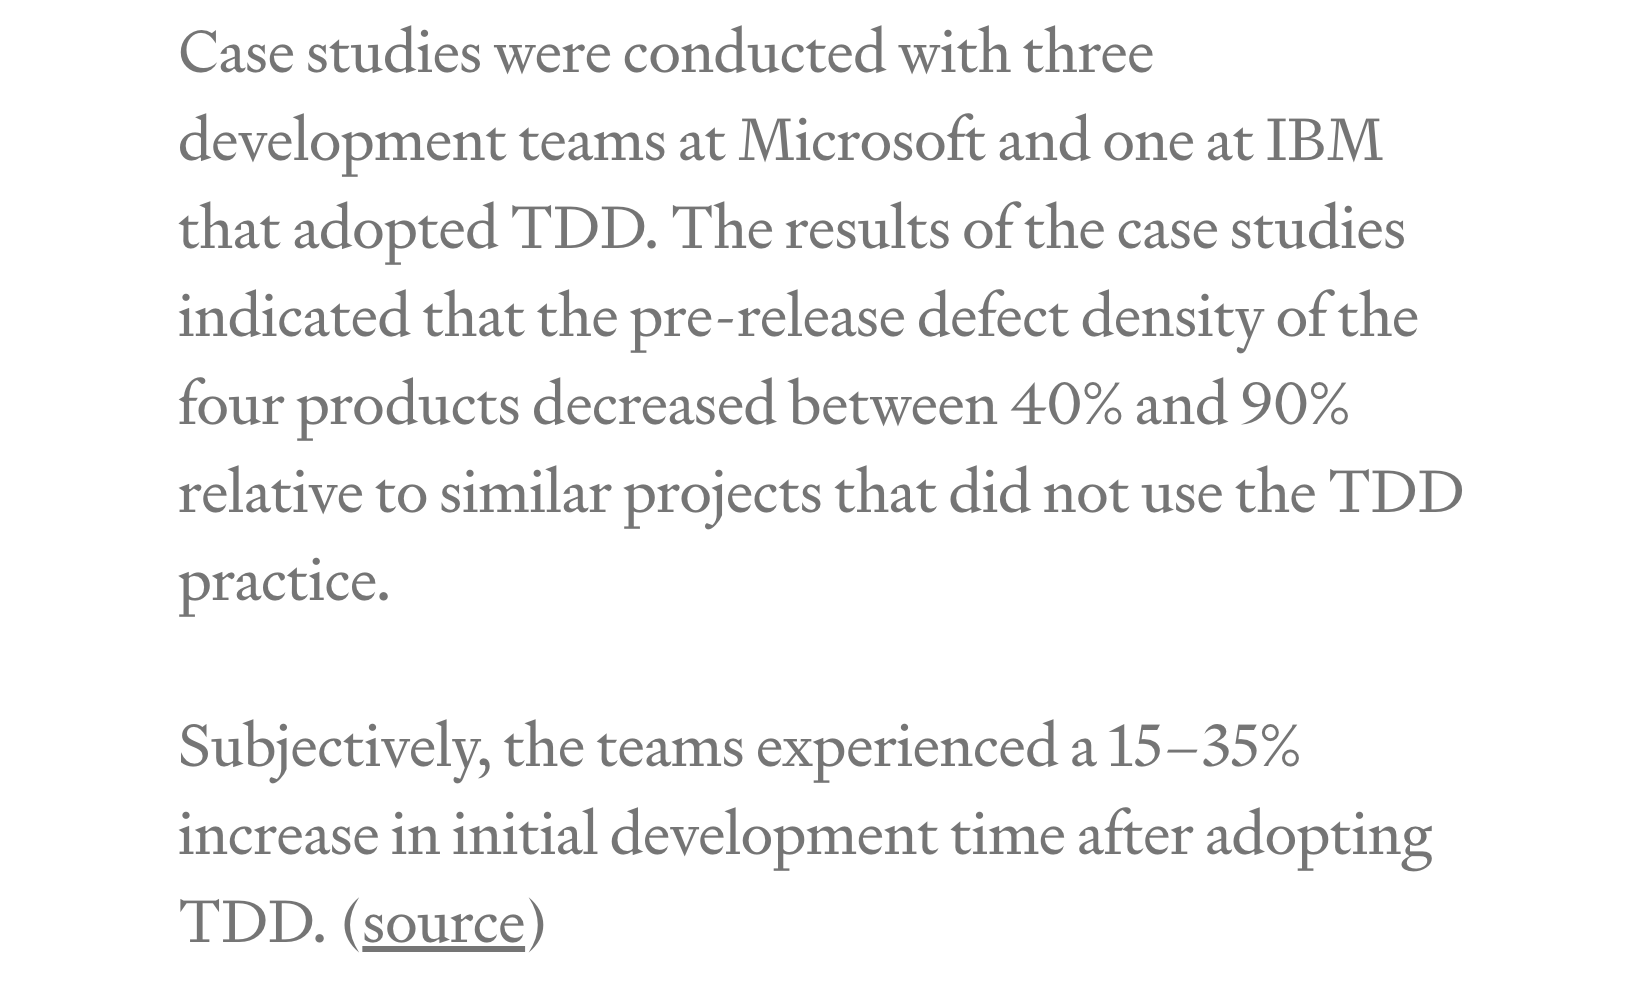 Case studies were conducted with three
development teams at Microsoft and one at IBM
that adopted TDD. The results of the case studies
indicated that the pre-release defect density of the
four products decreased between 40% and 90%
relative to similar projects that did not use the TDD
practice.
Subjectively, the teams experienced a 15–35%
increase in initial development time after adopting
TDD. (source)